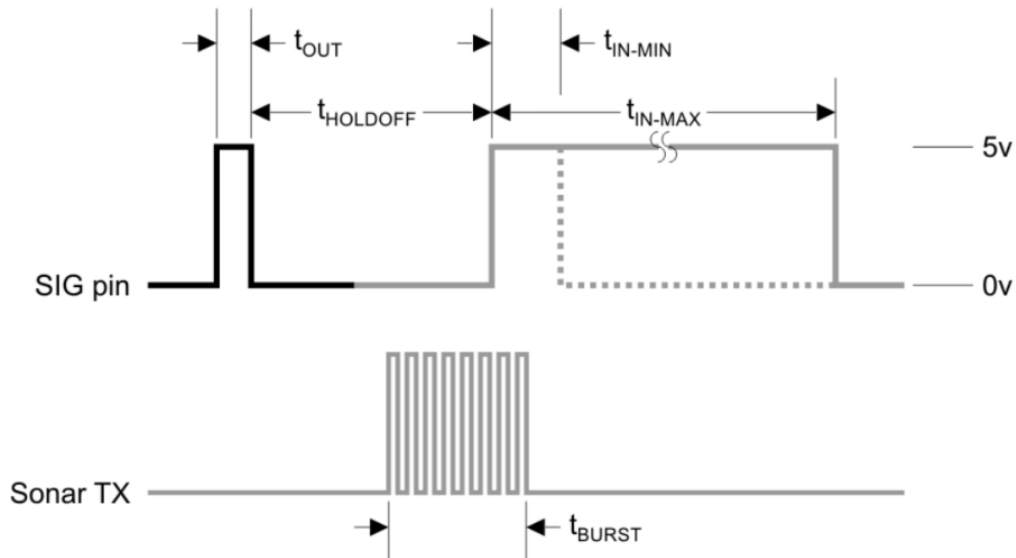 tOUT
tIN-MIN
tHOLDOFF
tIN-MAX
5v
SIG pin
0v
Sonar TX
tBURST